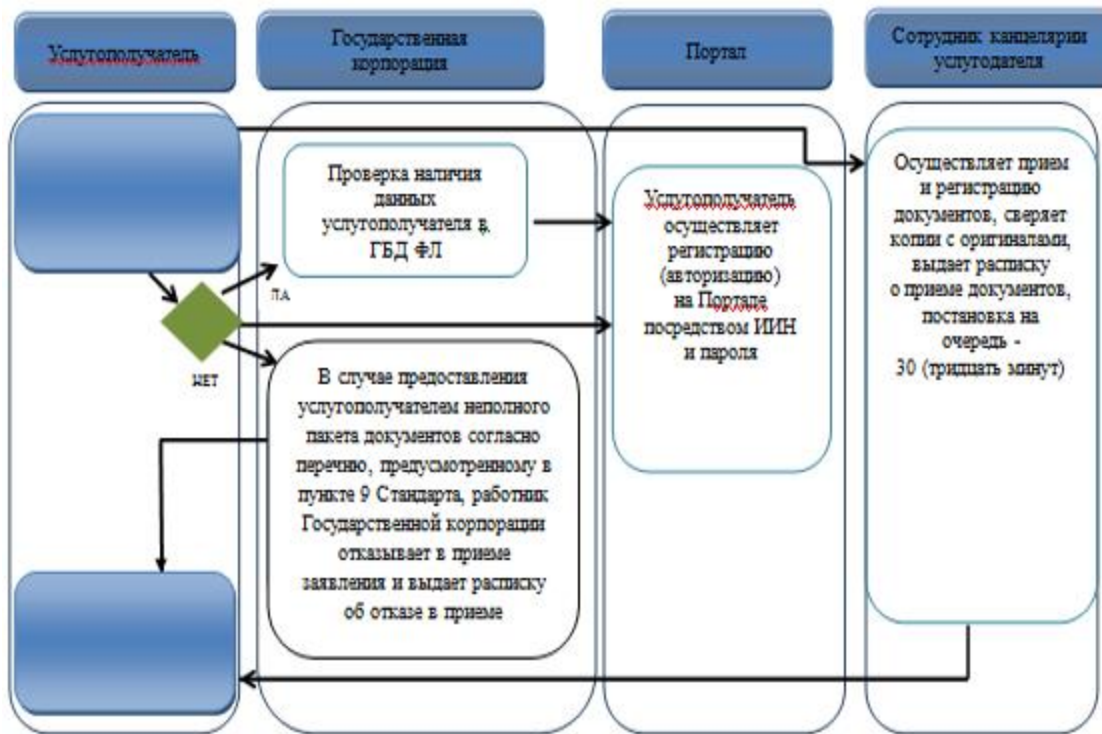 Услугополучатель
Государственная
корпорация
Портал
Сотрудник канцелярии
услугодателя
Проверка наличия
данных
услугополучателя в
ГБД ФЛ
ДА
НЕТ
В случае предоставления
услугополучателем неполного
пакета документов согласно
перечню, предусмотренному в
пункте 9 Стандарта, работник
Государственной корпорации
отказывает в приеме
заявления и выдает расписку
об отказе в приеме
Услугополучатель
осуществляет
регистрацию
(авторизацию)
на Портале
посредством ИИН
и пароля
Осуществляет прием
и регистрацию
документов, сверяет
копии с оригиналами,
выдает расписку
о приеме документов,
постановка на
очередь -
30 (тридцать минут)